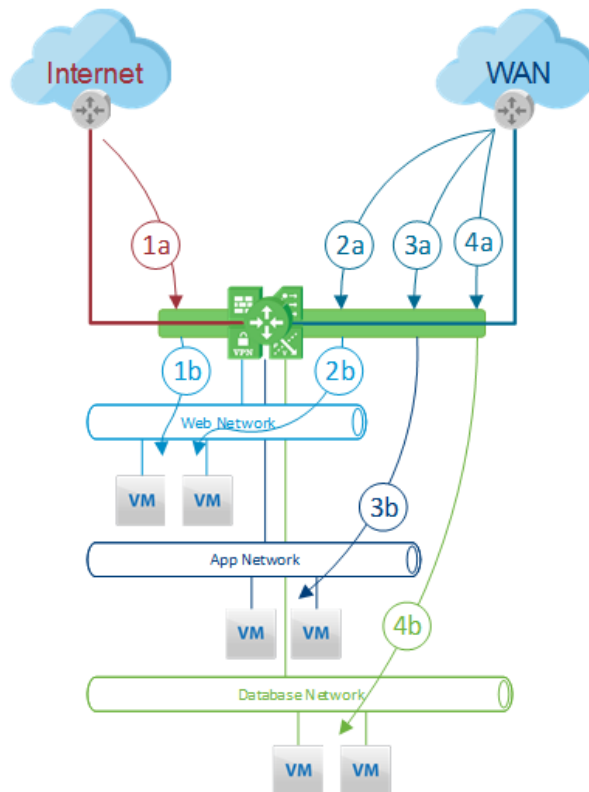 Internet
WAN
1a
2a
3a
4a
VPN
1b
2b
Web Network
VM
VM
3b
App Network
VM
VM
4b
Database Network
VM
VM